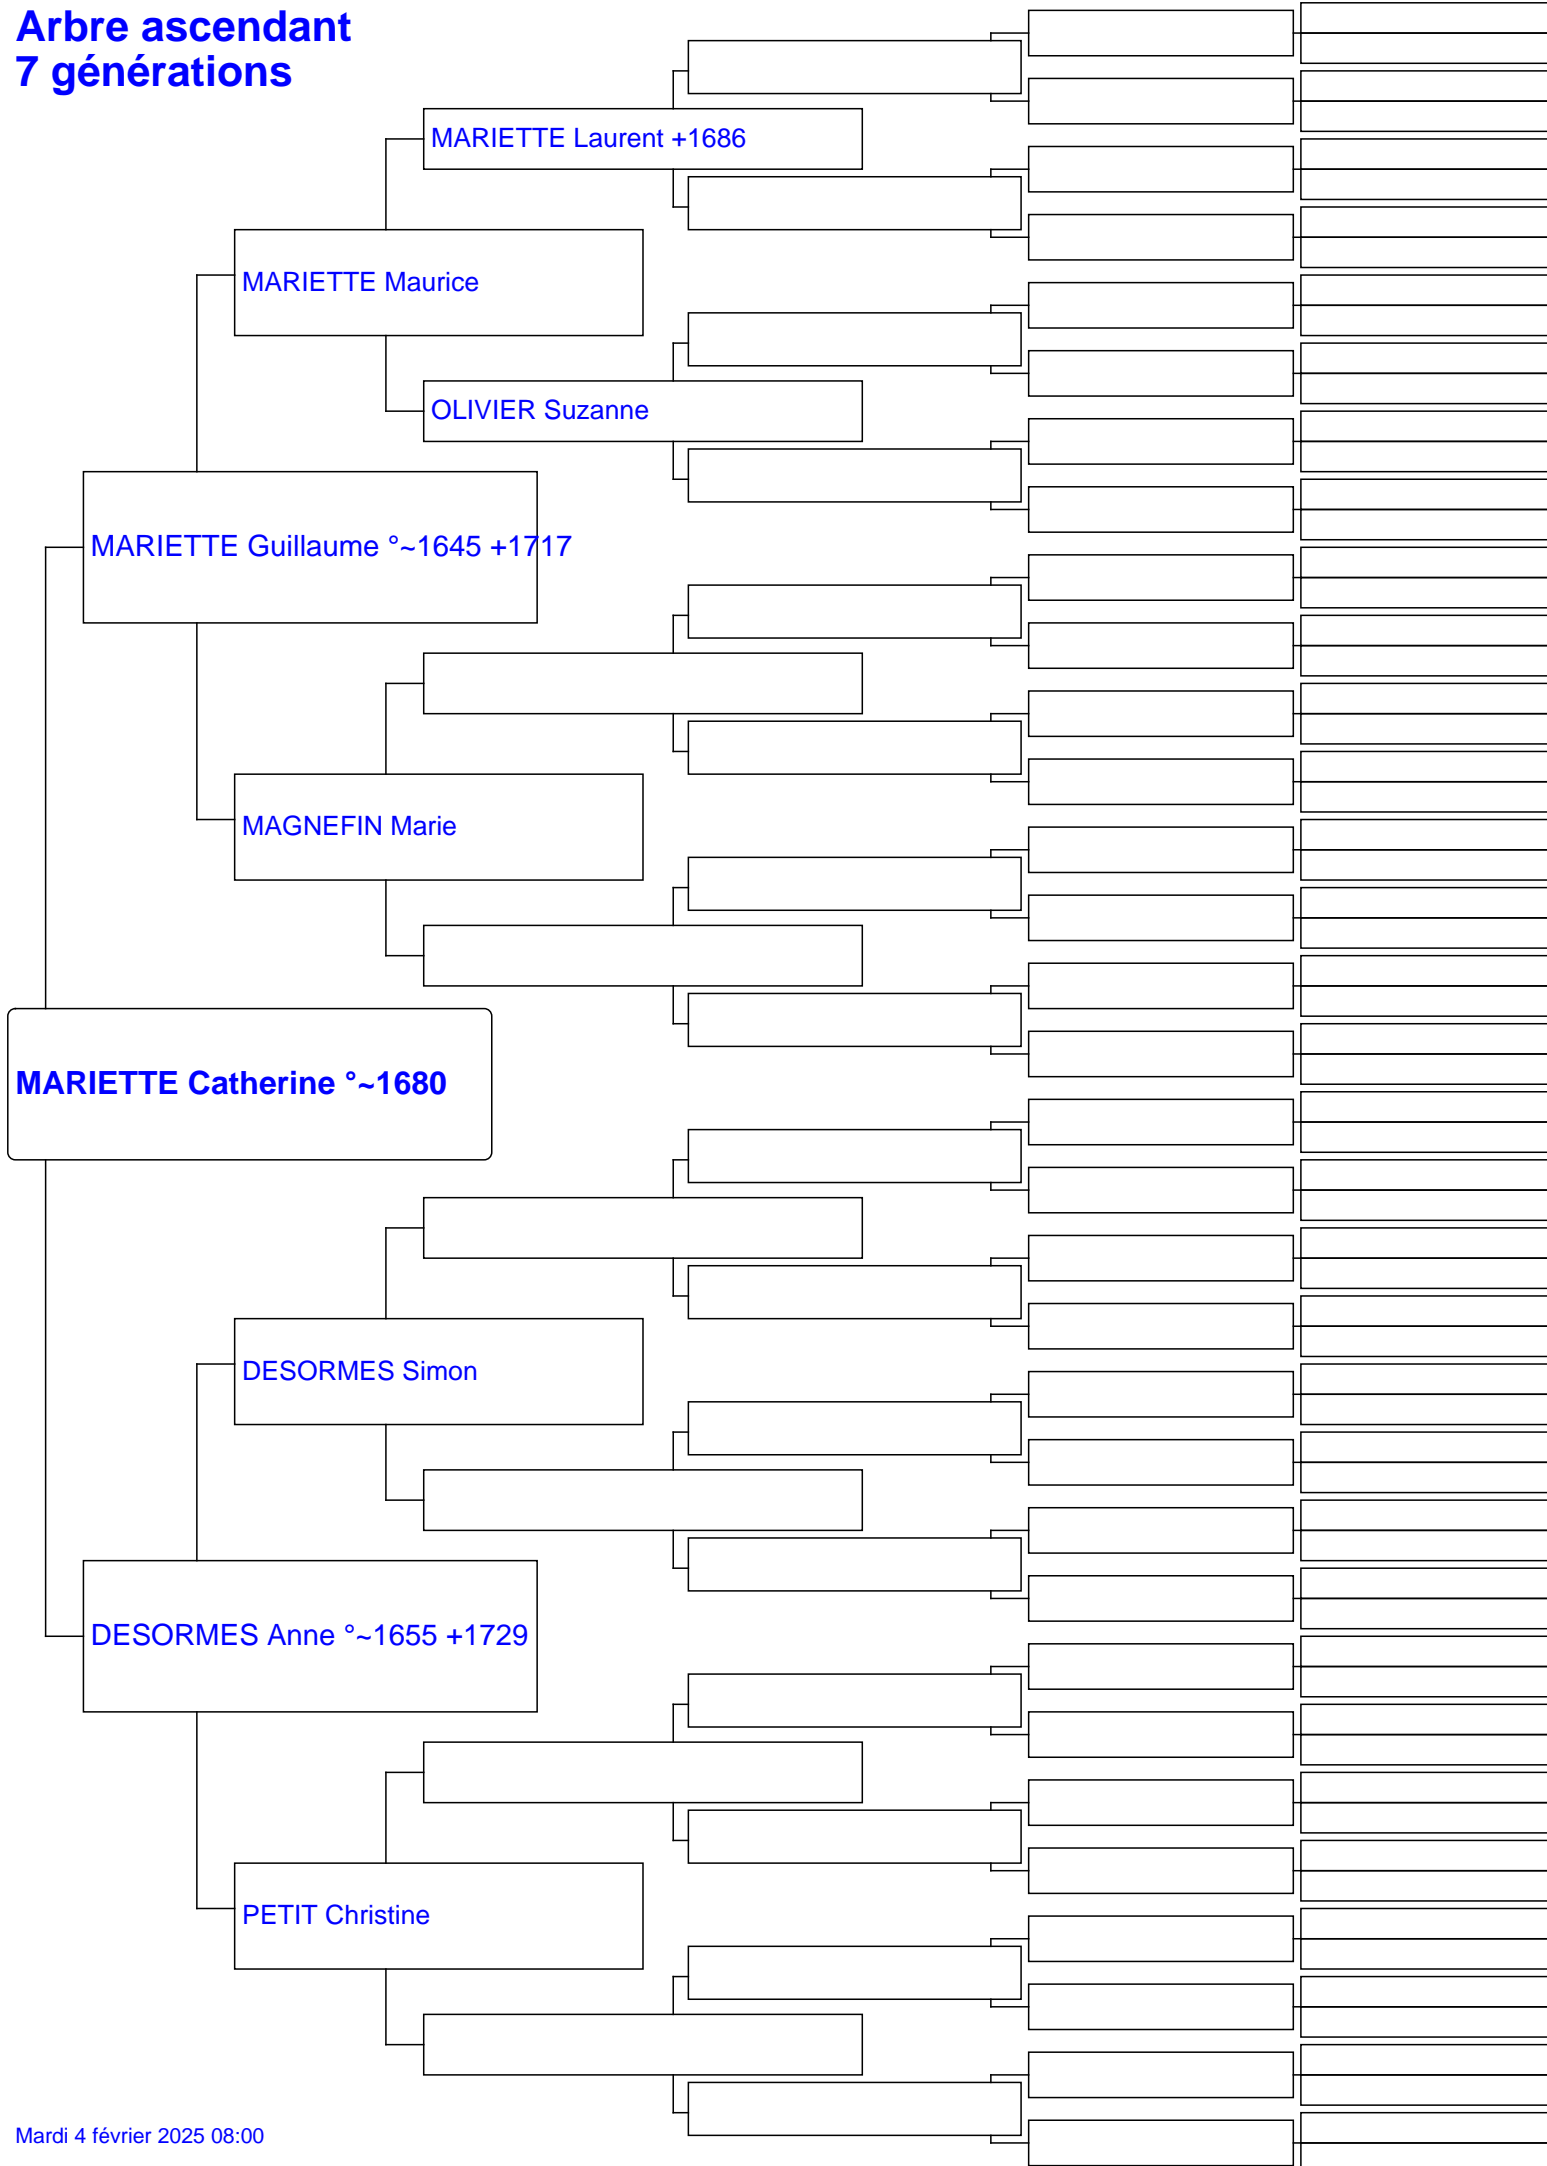 Arbre ascendant
7 générations
MARIETTE Laurent +1686
MARIETTE Maurice
OLIVIER Suzanne
MARIETTE Guillaume °~1645 +1717
MAGNEFIN Marie
MARIETTE Catherine °~1680
DESORMES Simon
DESORMES Anne °~1655 +1729
PETIT Christine
Mardi 4 février 2025 08:00